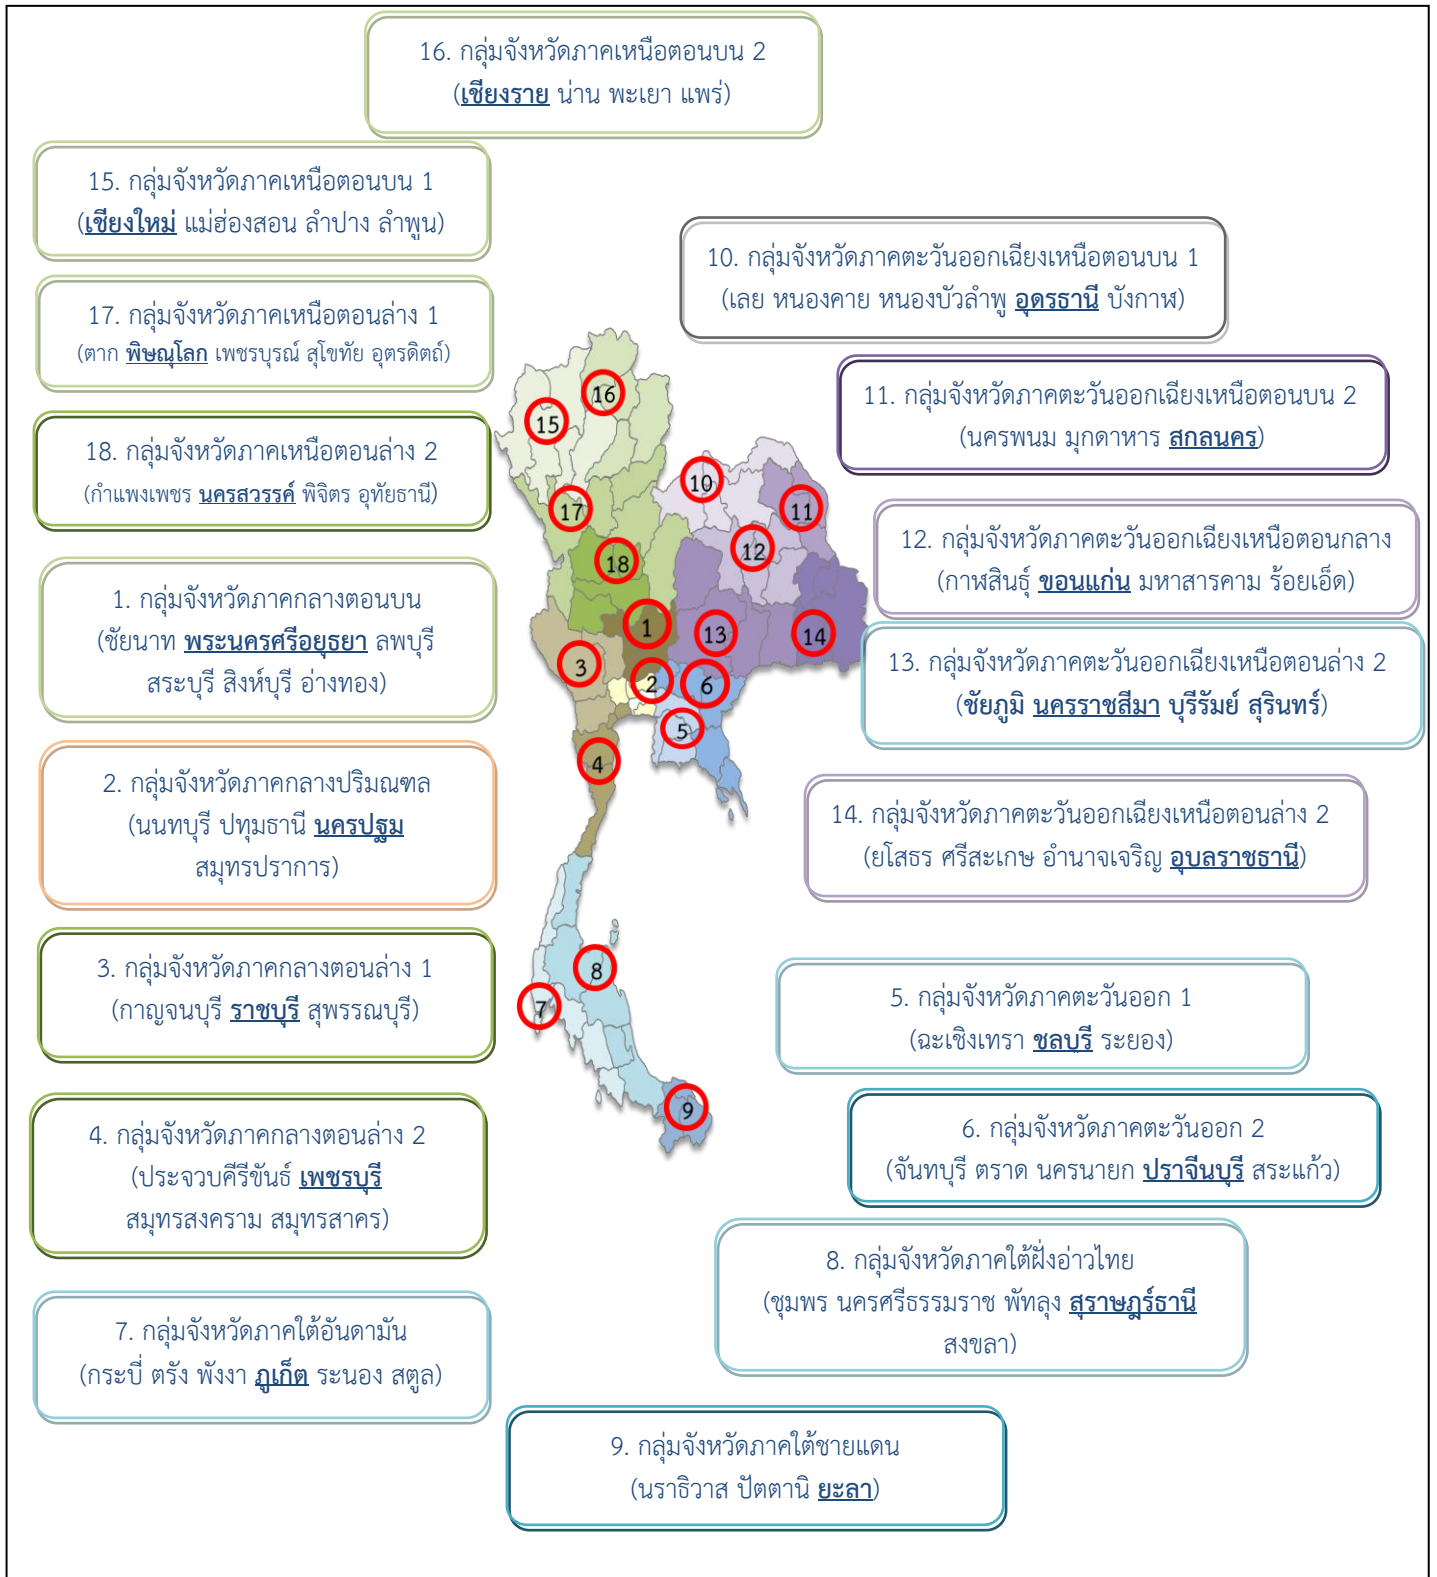 16. กลุ่มจังหวัดภาคเหนือตอนบน 2
(เชียงราย น่าน พะเยา แพร่)
15. กลุ่มจังหวัดภาคเหนือตอนบน 1
(เชียงใหม่ แม่ฮ่องสอน ลำปาง ลำพูน)
10. กลุ่มจังหวัดภาคตะวันออกเฉียงเหนือตอนบน 1
(เลย หนองคาย หนองบัวลำพู อุดรธานี บังกาฬ)
17. กลุ่มจังหวัดภาคเหนือตอนล่าง 1
(ตาก พิษณุโลก เพชรบุรณ์ สุโขทัย อุตรดิตถ์)
11. กลุ่มจังหวัดภาคตะวันออกเฉียงเหนือตอนบน 2
(นครพนม มุกดาหาร สกลนคร)
18. กลุ่มจังหวัดภาคเหนือตอนล่าง 2
(กำแพงเพชร นครสวรรค์ พิจิตร อุทัยธานี)
12. กลุ่มจังหวัดภาคตะวันออกเฉียงเหนือตอนกลาง
(กาฬสินธุ์ ขอนแก่น มหาสารคาม ร้อยเอ็ด)
1. กลุ่มจังหวัดภาคกลางตอนบน
(ชัยนาท พระนครศรีอยุธยา ลพบุรี
สระบุรี สิงห์บุรี อ่างทอง)
13. กลุ่มจังหวัดภาคตะวันออกเฉียงเหนือตอนล่าง 2
(ชัยภูมิ นครราชสีมา บุรีรัมย์ สุรินทร์)
2. กลุ่มจังหวัดภาคกลางปริมณฑล
(นนทบุรี ปทุมธานี นครปฐม
สมุทรปราการ)
14. กลุ่มจังหวัดภาคตะวันออกเฉียงเหนือตอนล่าง 2
(ยโสธร ศรีสะเกษ อำนาจเจริญ อุบลราชธานี)
3. กลุ่มจังหวัดภาคกลางตอนล่าง 1
(กาญจนบุรี ราชบุรี สุพรรณบุรี)
5. กลุ่มจังหวัดภาคตะวันออก 1
(ฉะเชิงเทรา ชลบุรี ระยอง)
4. กลุ่มจังหวัดภาคกลางตอนล่าง 2
(ประจวบคีรีขันธ์ เพชรบุรี
สมุทรสงคราม สมุทรสาคร)
6. กลุ่มจังหวัดภาคตะวันออก 2
(จันทบุรี ตราด นครนายก ปราจีนบุรี สระแก้ว)
8. กลุ่มจังหวัดภาคใต้ฝั่งอ่าวไทย
(ชุมพร นครศรีธรรมราช พัทลุง สุราษฎร์ธานี
สงขลา)
7. กลุ่มจังหวัดภาคใต้อันดามัน
(กระบี่ ตรัง พังงา ภูเก็ต ระนอง สตูล)
9. กลุ่มจังหวัดภาคใต้ชายแดน
(นราธิวาส ปัตตานิ ยะลา)
16
15
10
17
11
12
18
1
13
14
3
2
6
5
4
8
7
9